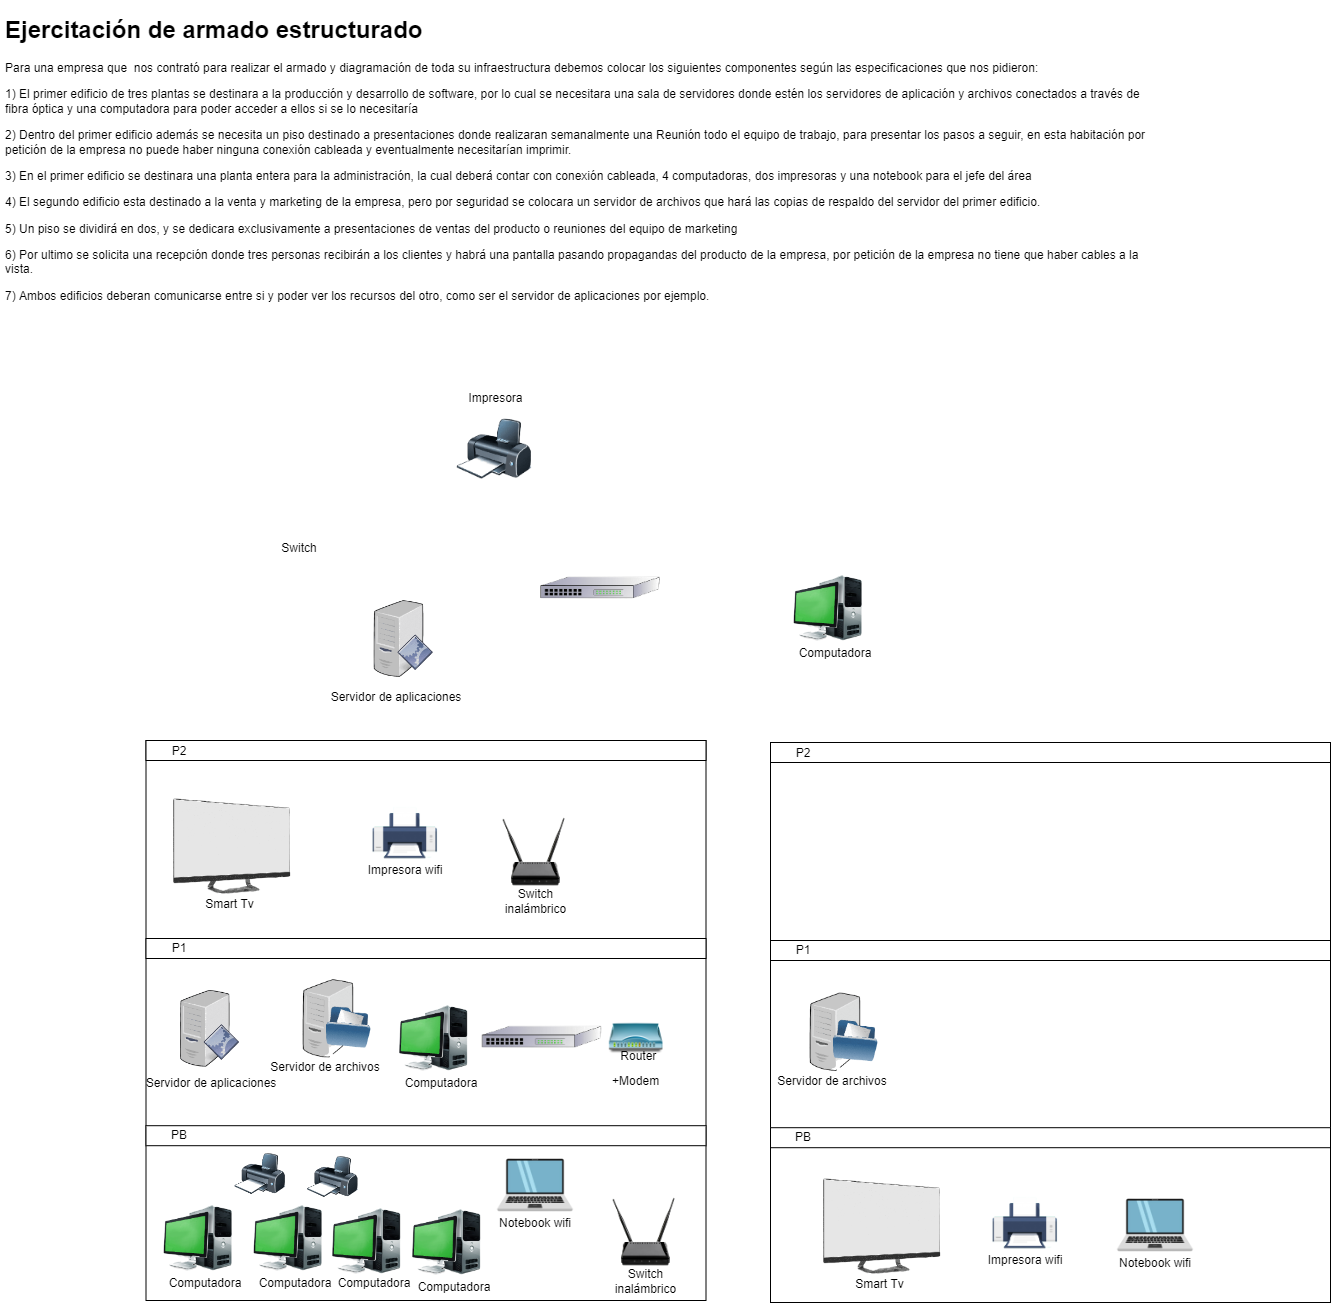 Ejercitación de armado estructurado
Para una empresa que  nos contrató para realizar el armado y diagramación de toda su infraestructura debemos colocar los siguientes componentes según las especificaciones que nos pidieron:
1) El primer edificio de tres plantas se destinara a la producción y desarrollo de software, por lo cual se necesitara una sala de servidores donde estén los servidores de aplicación y archivos conectados a través de
fibra óptica y una computadora para poder acceder a ellos si se lo necesitaría
2) Dentro del primer edificio además se necesita un piso destinado a presentaciones donde realizaran semanalmente una Reunión todo el equipo de trabajo, para presentar los pasos a seguir, en esta habitación por
petición de la empresa no puede haber ninguna conexión cableada y eventualmente necesitarían imprimir.
3) En el primer edificio se destinara una planta entera para la administración, la cual deberá contar con conexión cableada, 4 computadoras, dos impresoras y una notebook para el jefe del área
4) El segundo edificio esta destinado a la venta y marketing de la empresa, pero por seguridad se colocara un servidor de archivos que hará las copias de respaldo del servidor del primer edificio.
5) Un piso se dividirá en dos, y se dedicara exclusivamente a presentaciones de ventas del producto o reuniones del equipo de marketing
6) Por ultimo se solicita una recepción donde tres personas recibirán a los clientes y habrá una pantalla pasando propagandas del producto de la empresa, por petición de la empresa no tiene que haber cables a la
vista.
7) Ambos edificios deberan comunicarse entre si y poder ver los recursos del otro, como ser el servidor de aplicaciones por ejemplo.
Impresora
Switch
Computadora
Servidor de aplicaciones
P2
Smart Tv
Impresora wifi
Switch
inalámbrico
P1
Servidor de aplicaciones
Servidor de archivos
Computadora
Router
+Modem
PB
Computadora
Computadora
Computadora
Computadora
Notebook wifi
Switch
inalámbrico
P2
P1
Servidor de archivos
PB
Smart Tv
Impresora wifi
Notebook wifi